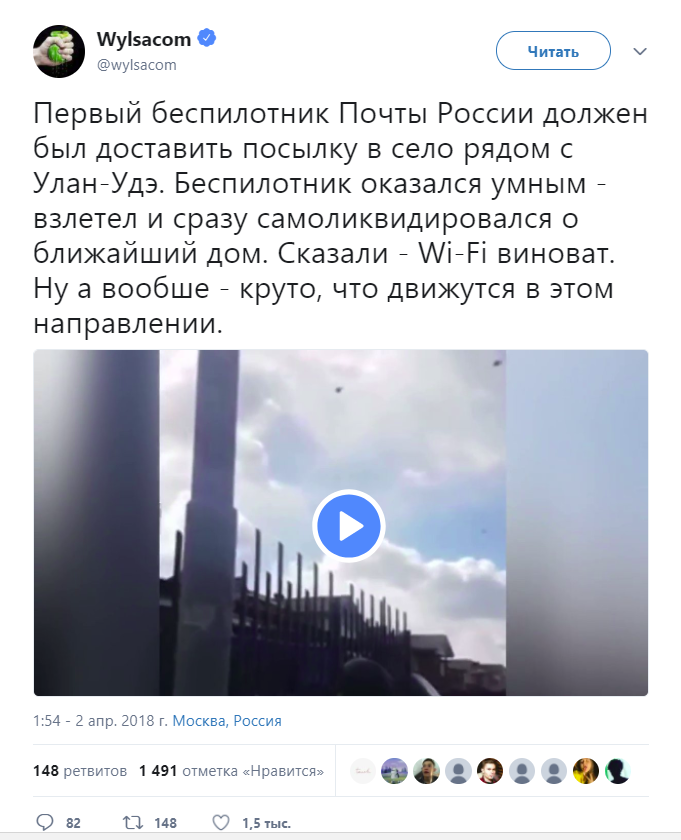 Wylsacom
@wylsacom
Читать
Первый беспилотник Почты России должен
был доставить посылку в село рядом с
Улан-Удэ. Беспилотник оказался умным -
взлетел и сразу самоликвидировался о
ближайший дом. Сказали - Wi-Fi виноват.
Ну а вообше - круто, что движутся в этом
направлении.
1:54 - 2 апр. 2018 г. Москва, Россия
148 ретвитов 1 491 отметка «Нравится»
82 148 1,5 тыс.